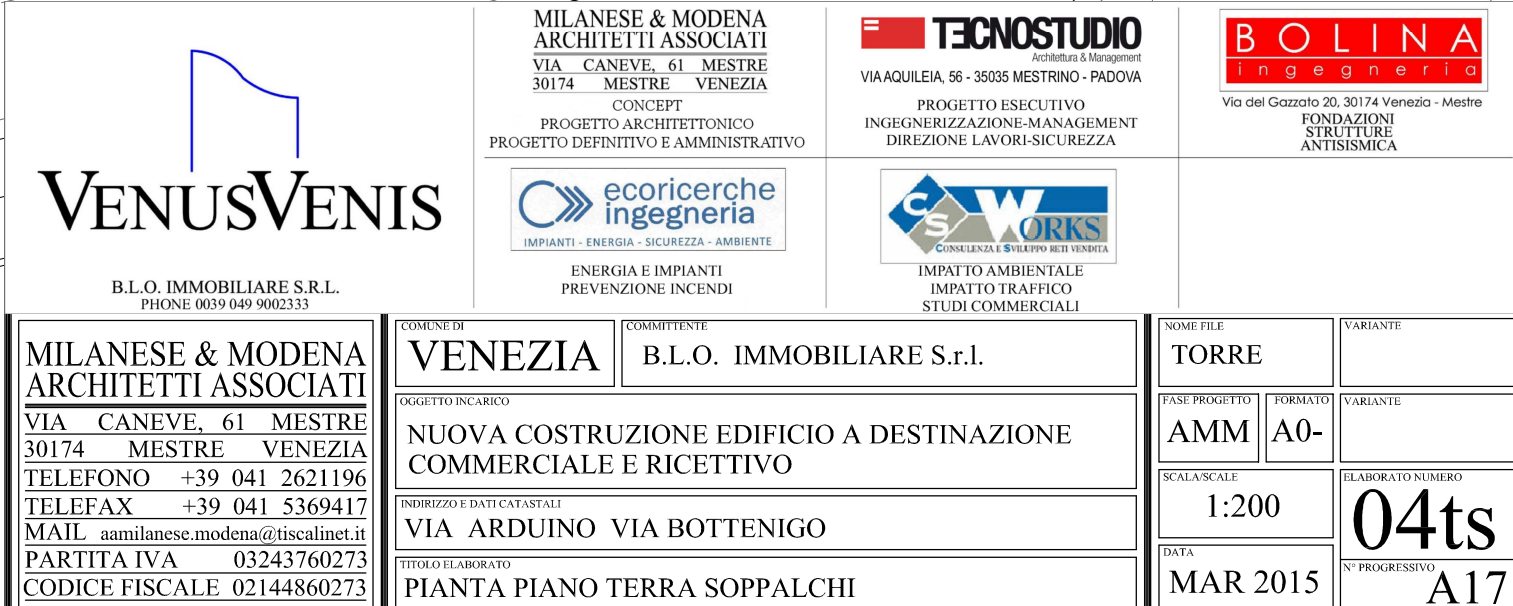 VENUSVENIS
B.L.O. IMMOBILIARE S.R.L.
PHONE 0039 049 9002333
MILANESE & MODENA
ARCHITETTI ASSOCIATI
VIA CANEVE, 61 MESTRE
30174 MESTRE VENEZIA
CONCEPT
PROGETTO ARCHITETTONICO
PROGETTO DEFINITIVO E AMMINISTRATIVO
TECNOSTUDIO
Architettura & Management
VIA AQUILEIA, 56 - 35035 MESTRINO - PADOVA
PROGETTO ESECUTIVO
INGEGNERIZZAZIONE-MANAGEMENT
DIREZIONE LAVORI-SICUREZZA
BOLINA
ingegneria
Via del Gazzato 20, 30174 Venezia - Mestre
FONDAZIONI
STRUTTURE
ANTISISMICA
ecoricerche
ingegneria
IMPIANTI - ENERGIA - SICUREZZA - AMBIENTE
ENERGIA E IMPIANTI
PREVENZIONE INCENDI
CS WORKS
CONSULENZA E SVILUPPO RETI VENDITA
IMPATTO AMBIENTALE
IMPATTO TRAFFICO
STUDI COMMERCIALI
MILANESE & MODENA
ARCHITETTI ASSOCIATI
VIA CANEVE, 61 MESTRE
30174 MESTRE VENEZIA
TELEFONO +39 041 2621196
TELEFAX +39 041 5369417
MAIL aamilanese.modena@tiscalinet.it
PARTITA IVA 03243760273
CODICE FISCALE 02144860273
COMUNE DI
VENEZIA
COMMITTENTE
B.L.O. IMMOBILIARE S.r.l.
OGGETTO INCARICO
NUOVA COSTRUZIONE EDIFICIO A DESTINAZIONE
COMMERCIALE E RICETTIVO
INDIRIZZO E DATI CATASTALI
VIA ARDUINO VIA BOTTENIGO
TITOLO ELABORATO
PIANTA PIANO TERRA SOPPALCHI
NOME FILE
TORRE
VARIANTE
FASE PROGETTO
AMM
FORMATO
A0-
VARIANTE
SCALA/SCALE
1:200
ELABORATO NUMERO
04ts
DATA
MAR 2015
N° PROGRESSIVO
A17